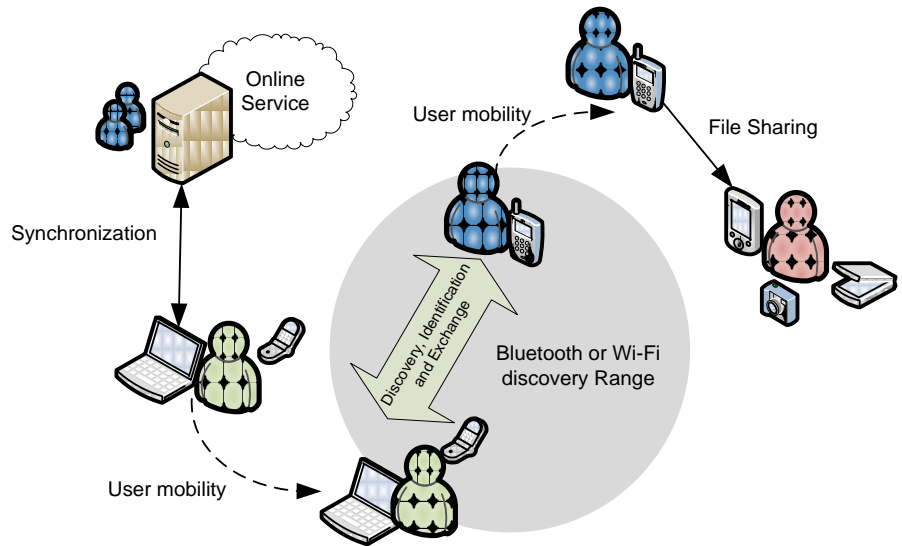 Online
Service
User mobility
File Sharing
Synchronization
Discovery, Identification
and Exchange
Bluetooth or Wi-Fi
discovery Range
User mobility